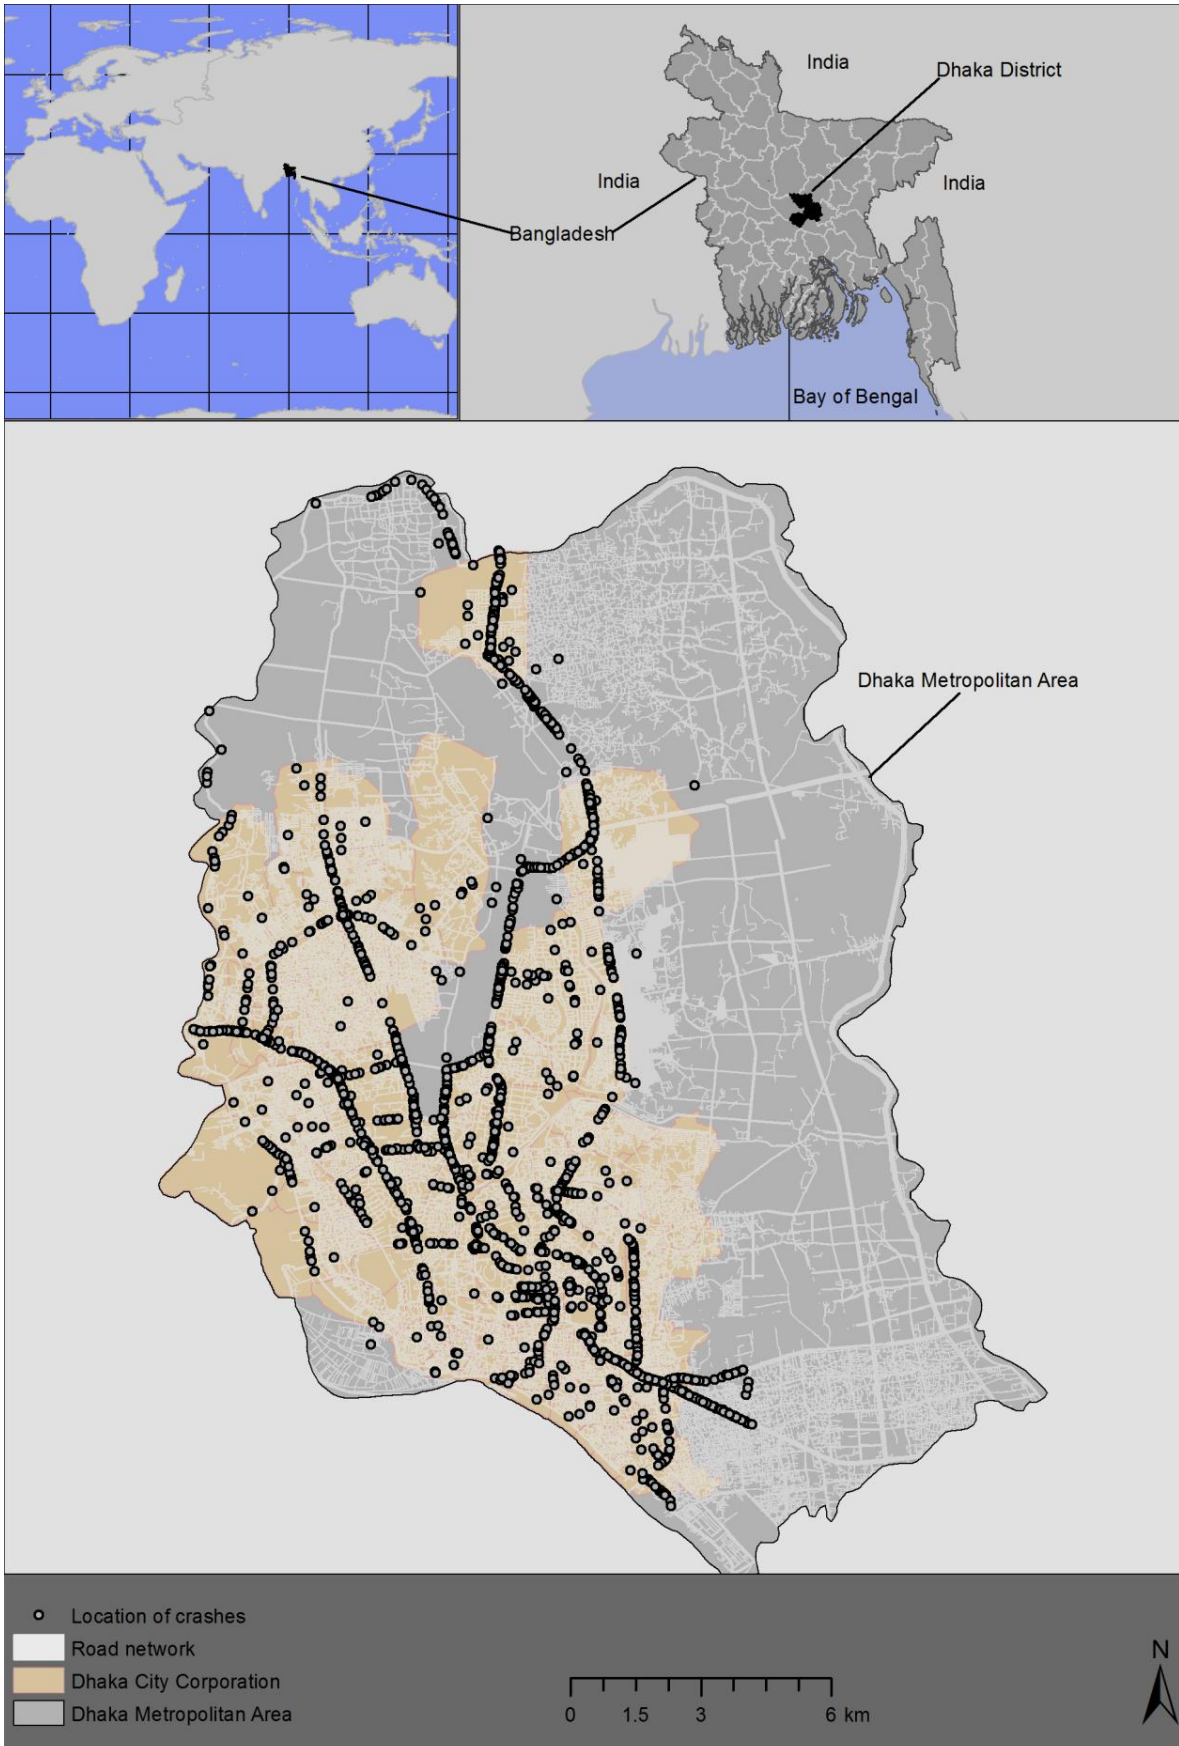 India
Dhaka District
India
India
Bangladesh
Bay of Bengal
Dhaka Metropolitan Area
Location of crashes
Road network
Dhaka City Corporation
Dhaka Metropolitan Area
0 1.5 3 6 km
N